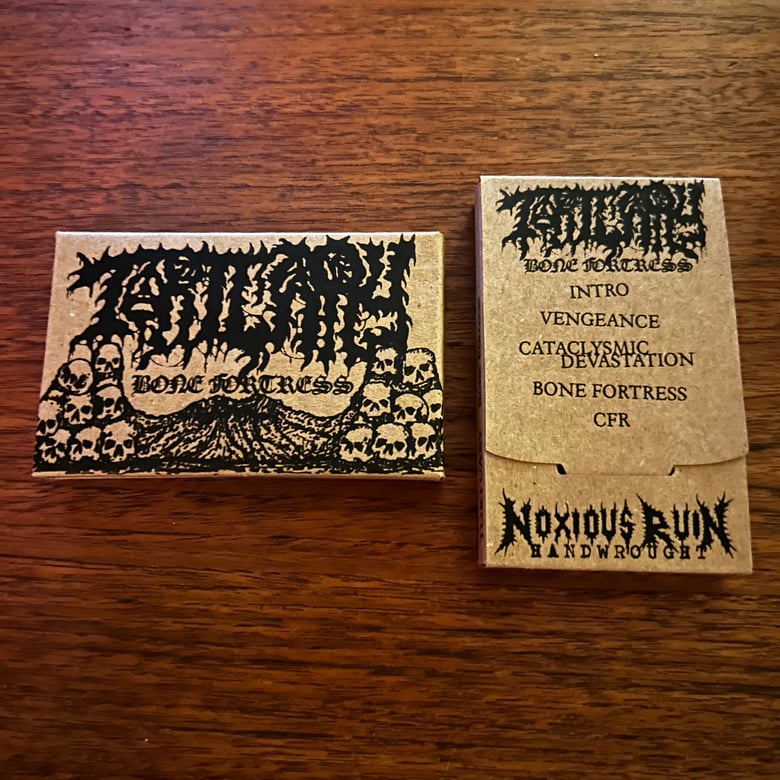 BONE FORTRESS
BONE FORTRESS
INTRO
VENGEANCE
CATACLYSMIC
DEVASTATION
BONE FORTRESS
CFR
NOXIOUS RUIN
HANDWROUGHT